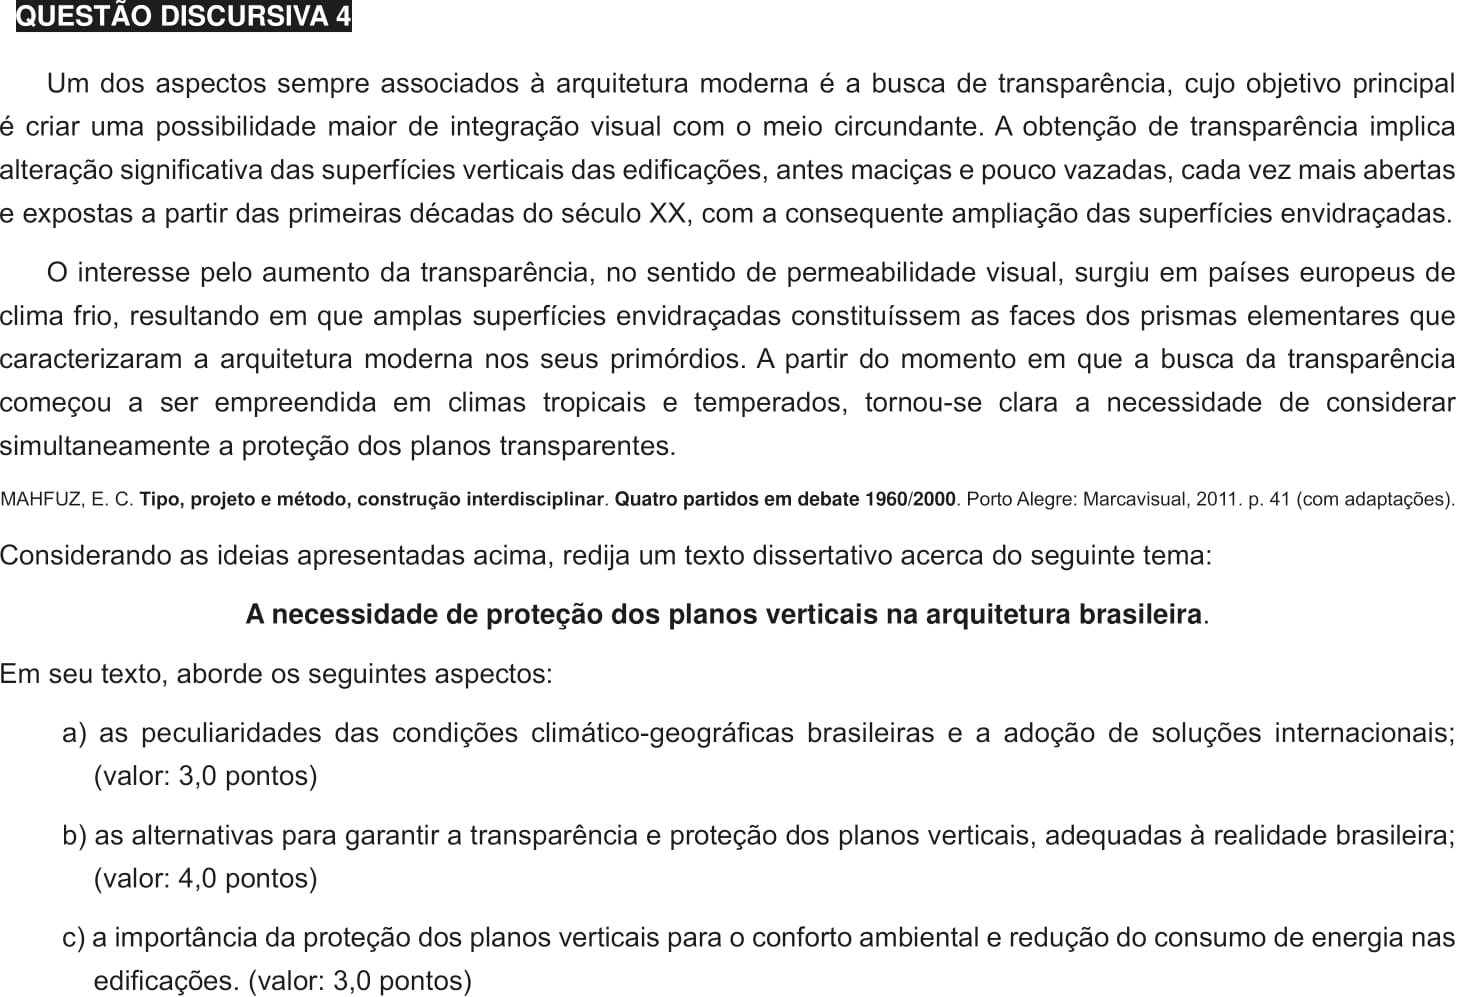 QUESTÃO DISCURSIVA 4
Um dos aspectos sempre associados à arquitetura moderna é a busca de transparência, cujo objetivo principal
é criar uma possibilidade maior de integração visual com o meio circundante. A obtenção de transparência implica
alteração significativa das superfícies verticais das edificações, antes maciças e pouco vazadas, cada vez mais abertas
e expostas a partir das primeiras décadas do século XX, com a consequente ampliação das superfícies envidraçadas.
O interesse pelo aumento da transparência, no sentido de permeabilidade visual, surgiu em países europeus de
clima frio, resultando em que amplas superfícies envidraçadas constituíssem as faces dos prismas elementares que
caracterizaram a arquitetura moderna nos seus primórdios. A partir do momento em que a busca da transparência
começou a ser empreendida em climas tropicais e temperados, tornou-se clara a necessidade de considerar
simultaneamente a proteção dos planos transparentes.
MAHFUZ, E. C. Tipo, projeto e método, construção interdisciplinar. Quatro partidos em debate 1960/2000. Porto Alegre: Marcavisual, 2011. p. 41 (com adaptações).
Considerando as ideias apresentadas acima, redija um texto dissertativo acerca do seguinte tema:
A necessidade de proteção dos planos verticais na arquitetura brasileira.
Em seu texto, aborde os seguintes aspectos:
a) as peculiaridades das condições climático-geográficas brasileiras e a adoção de soluções internacionais;
(valor: 3,0 pontos)
b) as alternativas para garantir a transparência e proteção dos planos verticais, adequadas à realidade brasileira;
(valor: 4,0 pontos)
c) a importância da proteção dos planos verticais para o conforto ambiental e redução do consumo de energia nas
edificações. (valor: 3,0 pontos)